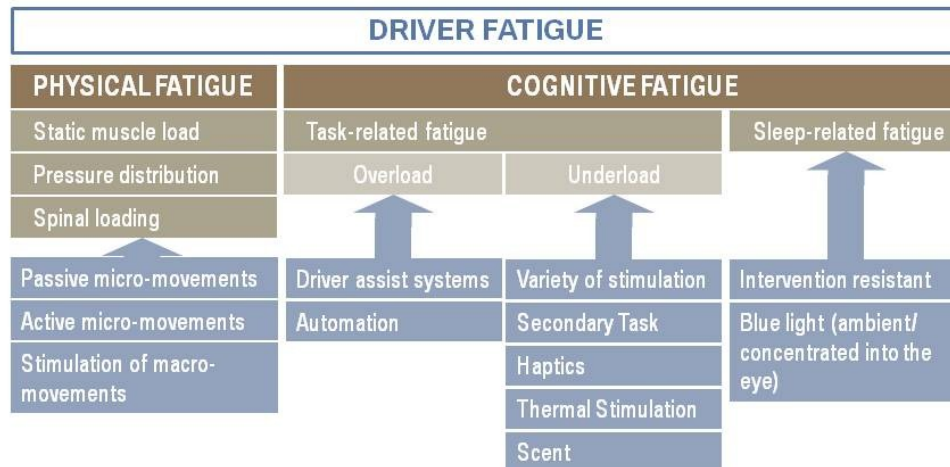 DRIVER FATIGUE
PHYSICAL FATIGUE
COGNITIVE FATIGUE
Static muscle load
Pressure distribution
Spinal loading
Task-related fatigue
Overload
Underload
Sleep-related fatigue
Passive micro-movements
Active micro-movements
Stimulation of macro-
movements
Driver assist systems
Automation
Variety of stimulation
Secondary Task
Haptics
Thermal Stimulation
Scent
Intervention resistant
Blue light (ambient/
concentrated into the
eye)